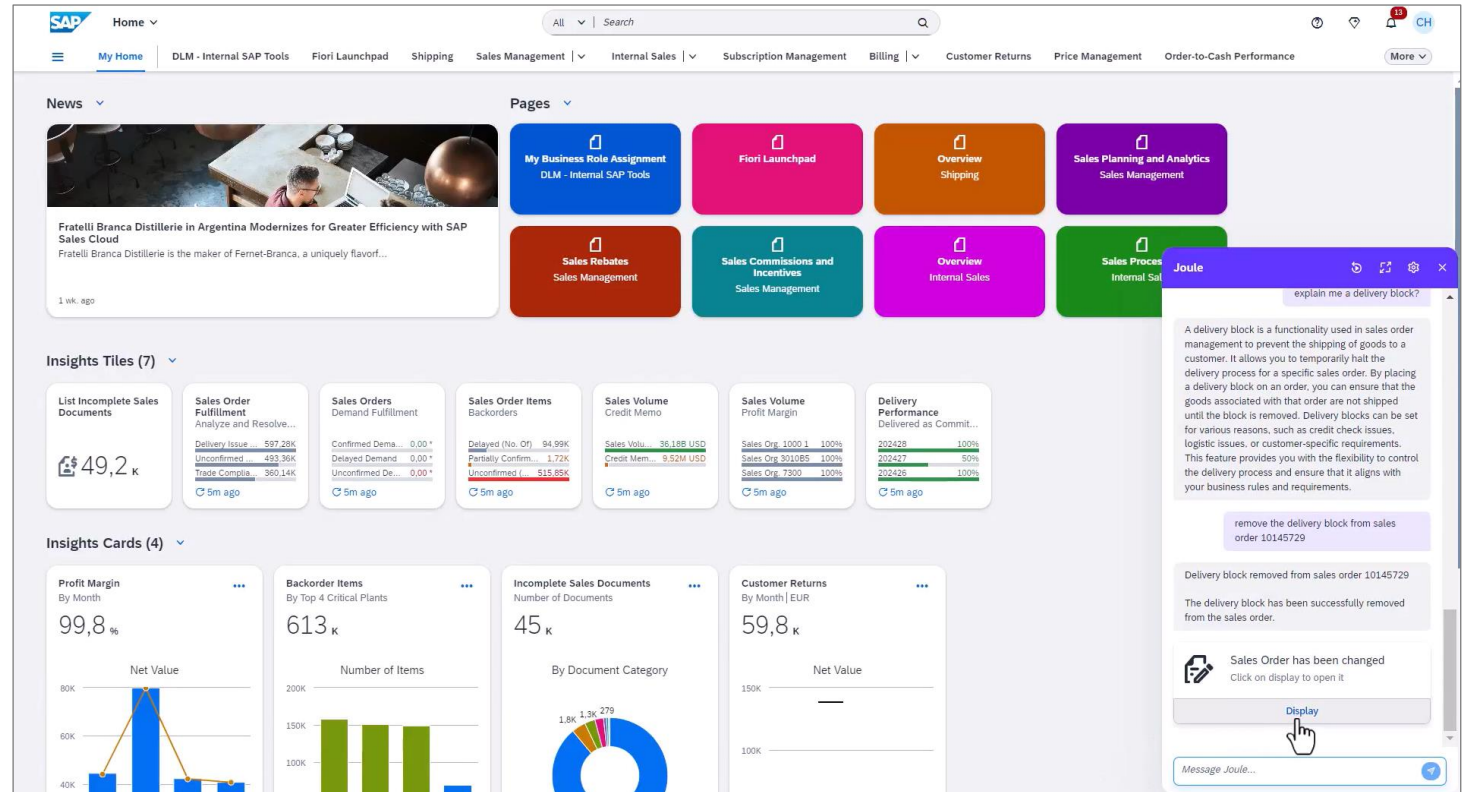 SAP
Home
All
Search
13
CH
My Home
DLM - Internal SAP Tools
Fiori Launchpad
Shipping
Sales Management
Internal Sales
Subscription Management
Billing
Customer Returns
Price Management
Order-to-Cash Performance
More
News
Fratelli Branca Distillerie in Argentina Modernizes for Greater Efficiency with SAP
Sales Cloud
Fratelli Branca Distillerie is the maker of Fernet-Branca, a uniquely flavorf...
1 wk. ago
Pages
My Business Role Assignment
DLM - Internal SAP Tools
Fiori Launchpad
Overview
Shipping
Sales Planning and Analytics
Sales Management
Sales Rebates
Sales Management
Sales Commissions and
Incentives
Sales Management
Overview
Internal Sales
Sales Proces
Internal Sal
Insights Tiles (7)
List Incomplete Sales
Documents
49,2 K
Sales Order
Fulfillment
Analyze and Resolve...
Delivery Issue ... 597,28K
Unconfirmed ... 493,36K
Trade Complia... 360,14K
5m ago
Sales Orders
Demand Fulfillment
Confirmed Dema... 0,00 *
Delayed Demand 0,00 *
Unconfirmed De... 0,00 *
5m ago
Sales Order Items
Backorders
Delayed (No. Of) 94,99K
Partially Confirm... 1,72K
Unconfirmed (... 515,85K
5m ago
Sales Volume
Credit Memo
Sales Volu... 36,18B USD
Credit Mem... 9,52M USD
5m ago
Sales Volume
Profit Margin
Sales Org. 1000 1 100%
Sales Org 3010B5 100%
Sales Org. 7300 100%
5m ago
Delivery
Performance
Delivered as Commit...
202428 100%
202427 50%
202426 100%
5m ago
Insights Cards (4)
Profit Margin
By Month
99,8 %
Net Value
80K
60K
40K
Backorder Items
By Top 4 Critical Plants
613 K
Number of Items
200K
150K
100K
Incomplete Sales Documents
Number of Documents
45 K
By Document Category
1.8K
1,3K
279
Customer Returns
By Month | EUR
59,8 K
Net Value
150K
100K
Joule
explain me a delivery block?
A delivery block is a functionality used in sales order
management to prevent the shipping of goods to a
customer. It allows you to temporarily halt the
delivery process for a specific sales order. By placing
a delivery block on an order, you can ensure that the
goods associated with that order are not shipped
until the block is removed. Delivery blocks can be set
for various reasons, such as credit check issues,
logistic issues, or customer-specific requirements.
This feature provides you with the flexibility to control
the delivery process and ensure that it aligns with
your business rules and requirements.
remove the delivery block from sales
order 10145729
Delivery block removed from sales order 10145729
The delivery block has been successfully removed
from the sales order.
Sales Order has been changed
Click on display to open it
Display
Message Joule...